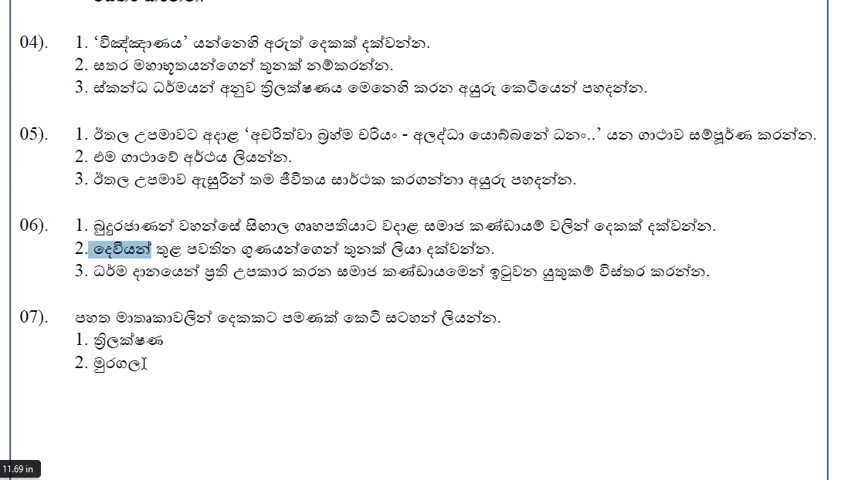 04). 1. ‘විඤ්ඤාණය’ යන්නෙහි අරුත් දෙකක් දක්වන්න.
2. සතර මහාභූතයන්ගෙන් තුනක් නම්කරන්න.
3. ස්කන්ධ ධර්මයන් අනුව ත්‍රිලක්ෂණය මෙනෙහි කරන අයුරු කෙටියෙන් පහදන්න.
05). 1. ඊතල උපමාවට අදාළ ‘අචරිත්වා බ්‍රහ්ම චරියං - අලද්ධා යොබ්බනේ ධනං..’ යන ගාථාව සම්පූර්ණ කරන්න.
2. එම ගාථාවේ අර්ථය ලියන්න.
3. ඊතල උපමාව ඇසුරින් තම ජීවිතය සාර්ථක කරගන්නා අයුරු පහදන්න.
06). 1. බුදුරජාණන් වහන්සේ සිඟාල ගෘහපතියාට වදාළ සමාජ කණ්ඩායම් වලින් දෙකක් දක්වන්න.
2. දෙවියන් තුළ පවතින ගුණයන්ගෙන් තුනක් ලියා දක්වන්න.
3. ධර්ම දානයෙන් ප්‍රති උපකාර කරන සමාජ කණ්ඩායමෙන් ඉටුවන යුතුකම් විස්තර කරන්න.
07). පහත මාතෘකාවලින් දෙකකට පමණක් කෙටි සටහන් ලියන්න.
1. ත්‍රිලක්ෂණ
2. මුරගල
11.69 in